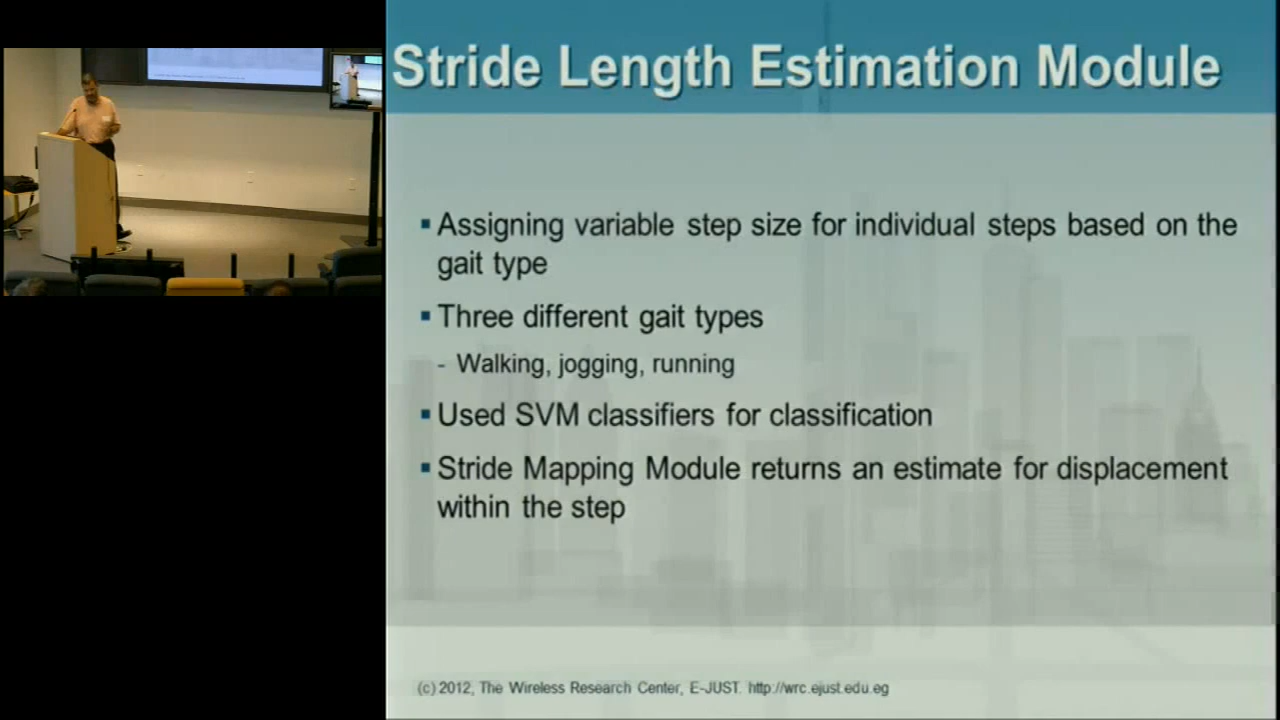 Stride Length Estimation Module
▪ Assigning variable step size for individual steps based on the
gait type
▪ Three different gait types
- Walking, jogging, running
▪ Used SVM classifiers for classification
▪ Stride Mapping Module returns an estimate for displacement
within the step
(c) 2012, The Wireless Research Center, E-JUST. http://wrc.ejust.edu.eg